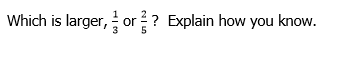 Which is larger, 1/3 or 2/5 ? Explain how you know.